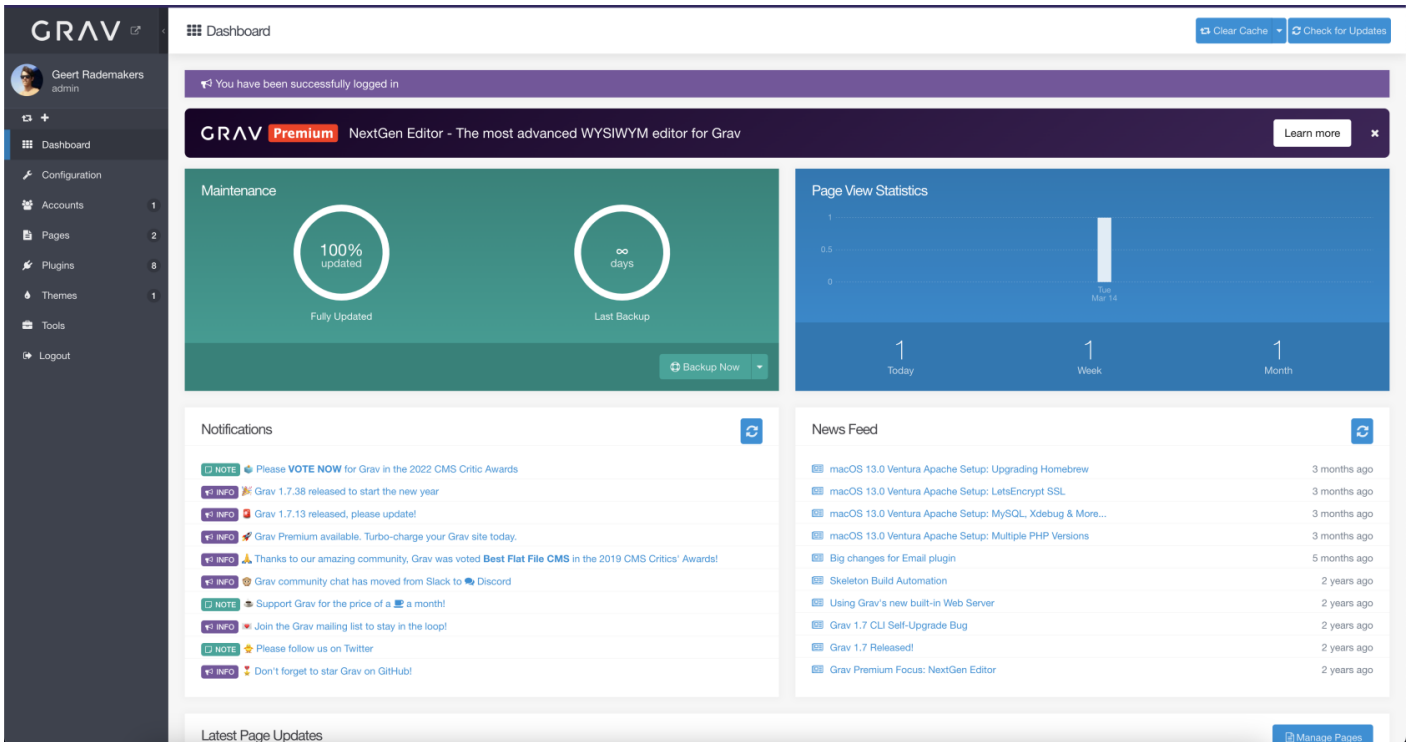 GRAV
Geert Rademakers
admin
Dashboard
Configuration
Accounts 1
Pages 2
Plugins 8
Themes 1
Tools
Logout
Dashboard
Clear Cache
Check for Updates
You have been successfully logged in
GRAV Premium NextGen Editor - The most advanced WYSIWYM editor for Grav
Learn more
Maintenance
100%
updated
Fully Updated
∞
days
Last Backup
Backup Now
Page View Statistics
1
0.5
0
Tue
Mar 14
1
Today
1
Week
1
Month
Notifications
NOTE Please VOTE NOW for Grav in the 2022 CMS Critic Awards
INFO Grav 1.7.38 released to start the new year
INFO Grav 1.7.13 released, please update!
INFO Grav Premium available. Turbo-charge your Grav site today.
INFO Thanks to our amazing community, Grav was voted Best Flat File CMS in the 2019 CMS Critics' Awards!
INFO Grav community chat has moved from Slack to Discord
NOTE Support Grav for the price of a a month!
INFO Join the Grav mailing list to stay in the loop!
NOTE Please follow us on Twitter
INFO Don't forget to star Grav on GitHub!
News Feed
macOS 13.0 Ventura Apache Setup: Upgrading Homebrew 3 months ago
macOS 13.0 Ventura Apache Setup: LetsEncrypt SSL 3 months ago
macOS 13.0 Ventura Apache Setup: MySQL, Xdebug & More... 3 months ago
macOS 13.0 Ventura Apache Setup: Multiple PHP Versions 3 months ago
Big changes for Email plugin 5 months ago
Skeleton Build Automation 2 years ago
Using Grav's new built-in Web Server 2 years ago
Grav 1.7 CLI Self-Upgrade Bug 2 years ago
Grav 1.7 Released! 2 years ago
Grav Premium Focus: NextGen Editor 2 years ago
Latest Page Updates
Manage Pages